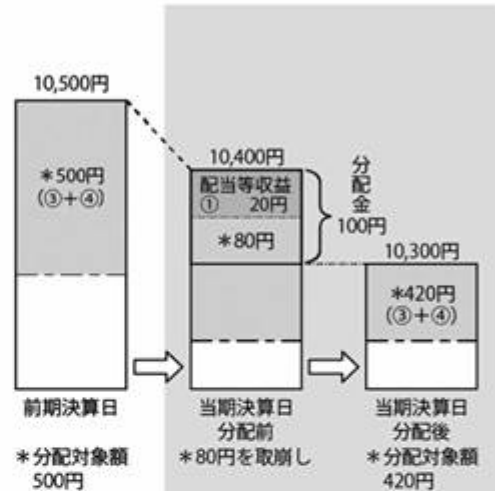 10,500円
*500円
(③+④)
前期決算日
*分配対象額
500円
10,400円
配当等収益
① 20円
*80円
分配金
100円
当期決算日
分配前
*80円を取崩し
10,300円
*420円
(③+④)
当期決算日
分配後
*分配対象額
420円